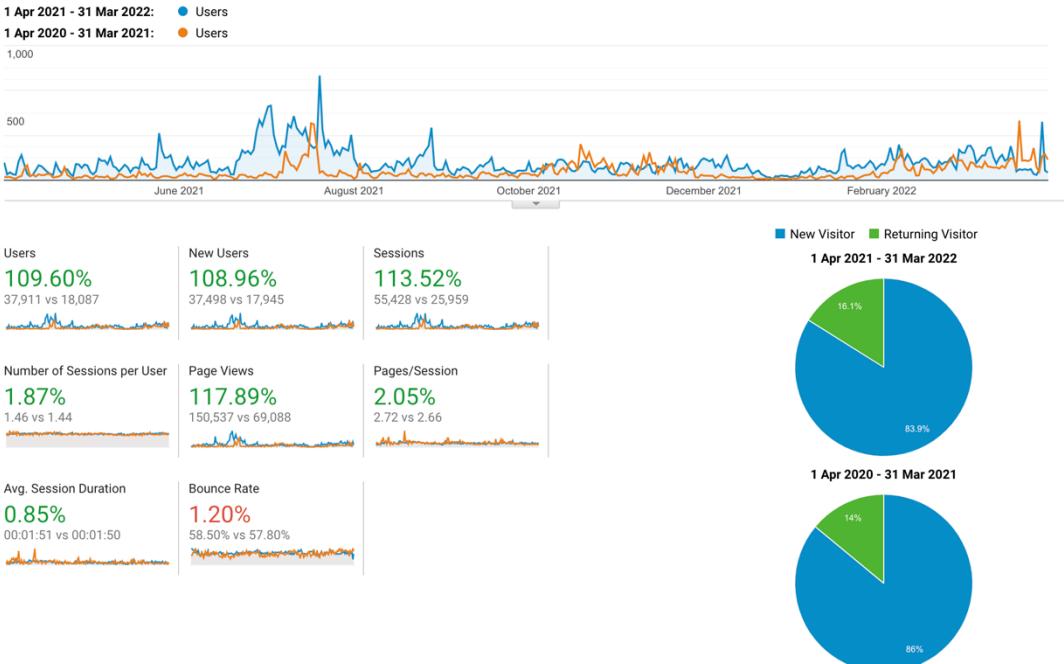 1 Apr 2021 - 31 Mar 2022: Users
1 Apr 2020 - 31 Mar 2021: Users
1,000
500
June 2021 August 2021 October 2021 December 2021 February 2022
New Visitor Returning Visitor
1 Apr 2021 - 31 Mar 2022
16.1%
83.9%
1 Apr 2020 - 31 Mar 2021
14%
86%
Users
109.60%
37,911 vs 18,087
New Users
108.96%
37,498 vs 17,945
Sessions
113.52%
55,428 vs 25,959
Number of Sessions per User
1.87%
1.46 vs 1.44
Page Views
117.89%
150,537 vs 69,088
Pages/Session
2.05%
2.72 vs 2.66
Avg. Session Duration
0.85%
00:01:51 vs 00:01:50
Bounce Rate
1.20%
58.50% vs 57.80%